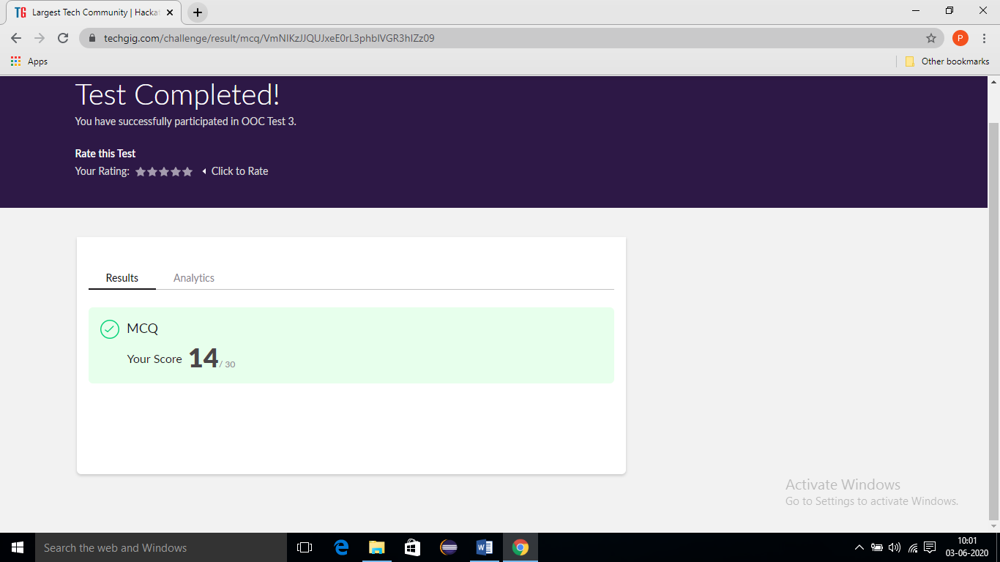 TG Largest Tech Community | Hacka
techgig.com/challenge/result/mcq/
P
Apps
Other bookmarks
Test Completed!
You have successfully participated in OOC Test 3.
Rate this Test
Your Rating:
Click to Rate
Results
Analytics
MCQ
Your Score 14 / 30
Activate Windows
Go to Settings to activate Windows.
Search the web and Windows
10:01
03-06-2020